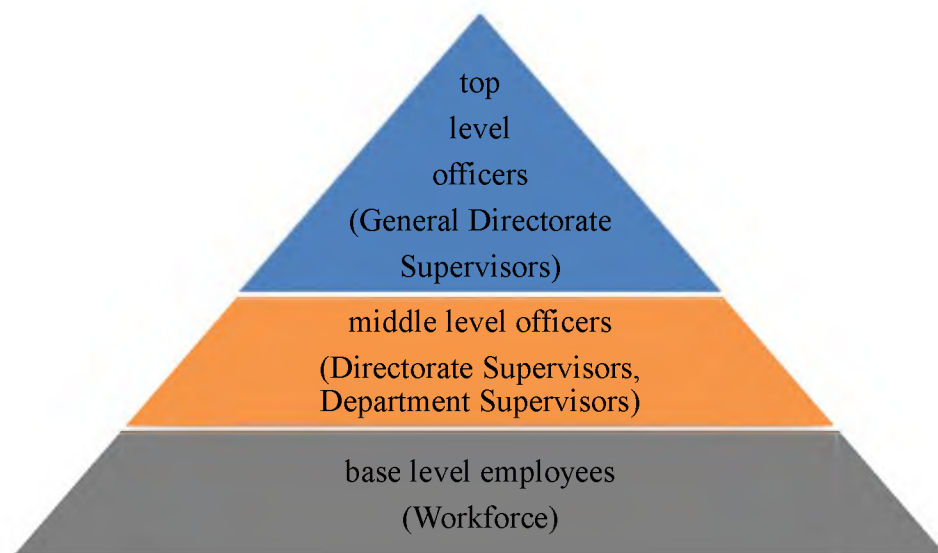 top
level
officers
(General Directorate
Supervisors)
middle level officers
(Directorate Supervisors,
Department Supervisors)
base level employees
(Workforce)